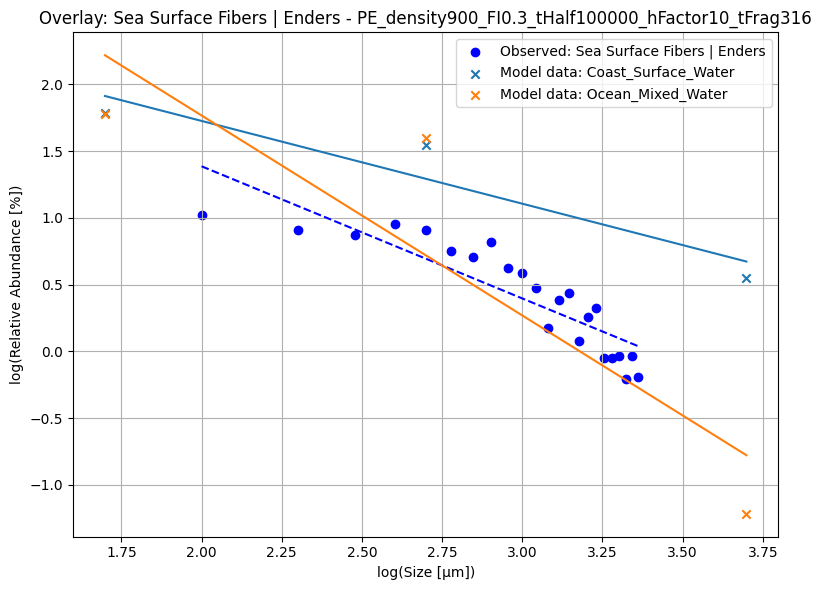 Overlay: Sea Surface Fibers | Enders - PE_density900_FI0.3_tHalf100000_hFactor10_tFrag316
Observed: Sea Surface Fibers | Enders
Model data: Coast_Surface_Water
Model data: Ocean_Mixed_Water
log(Relative Abundance [%])
2.0
1.5
1.0
0.5
0.0
−0.5
−1.0
1.75
2.00
2.25
2.50
2.75
3.00
3.25
3.50
3.75
log(Size [μm])